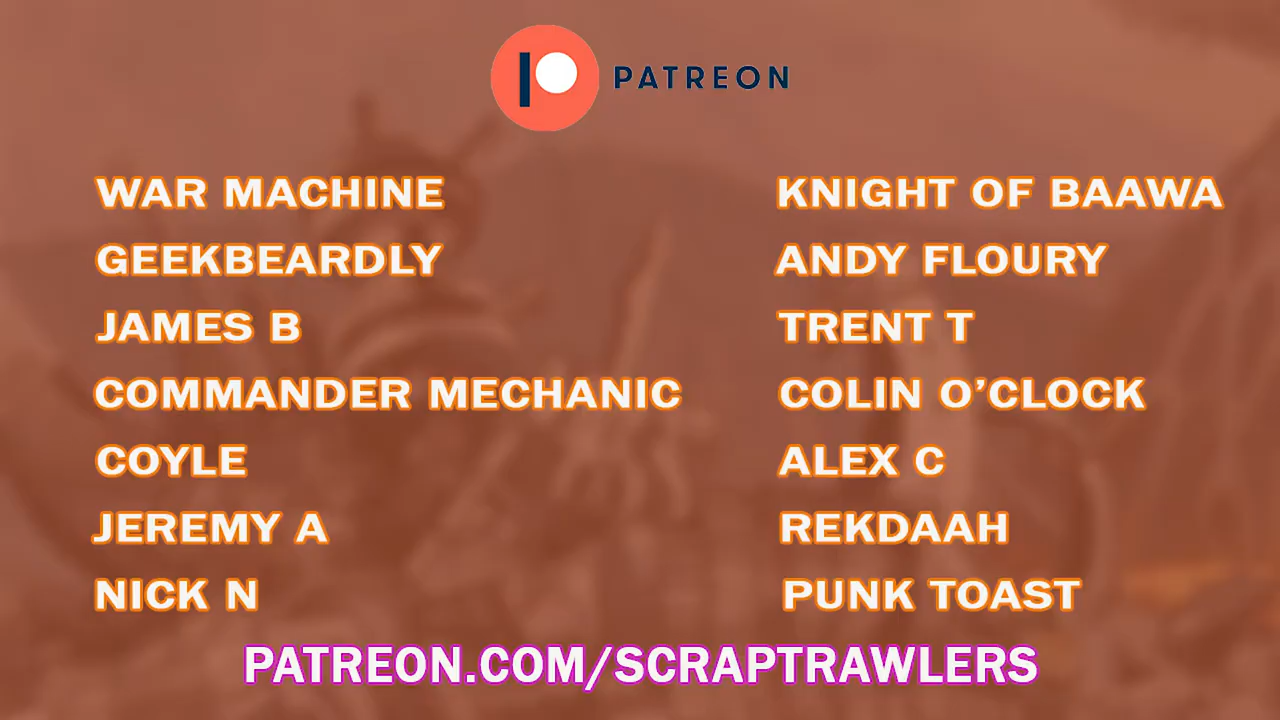 PATREON
WAR MACHINE
GEEKBEARDLY
JAMES B
COMMANDER MECHANIC
COYLE
JEREMY A
NICK N
KNIGHT OF BAAWA
ANDY FLOURY
TRENT T
COLIN O’CLOCK
ALEX C
REKDAAH
PUNK TOAST
PATREON.COM/SCRAPTRAWLERS